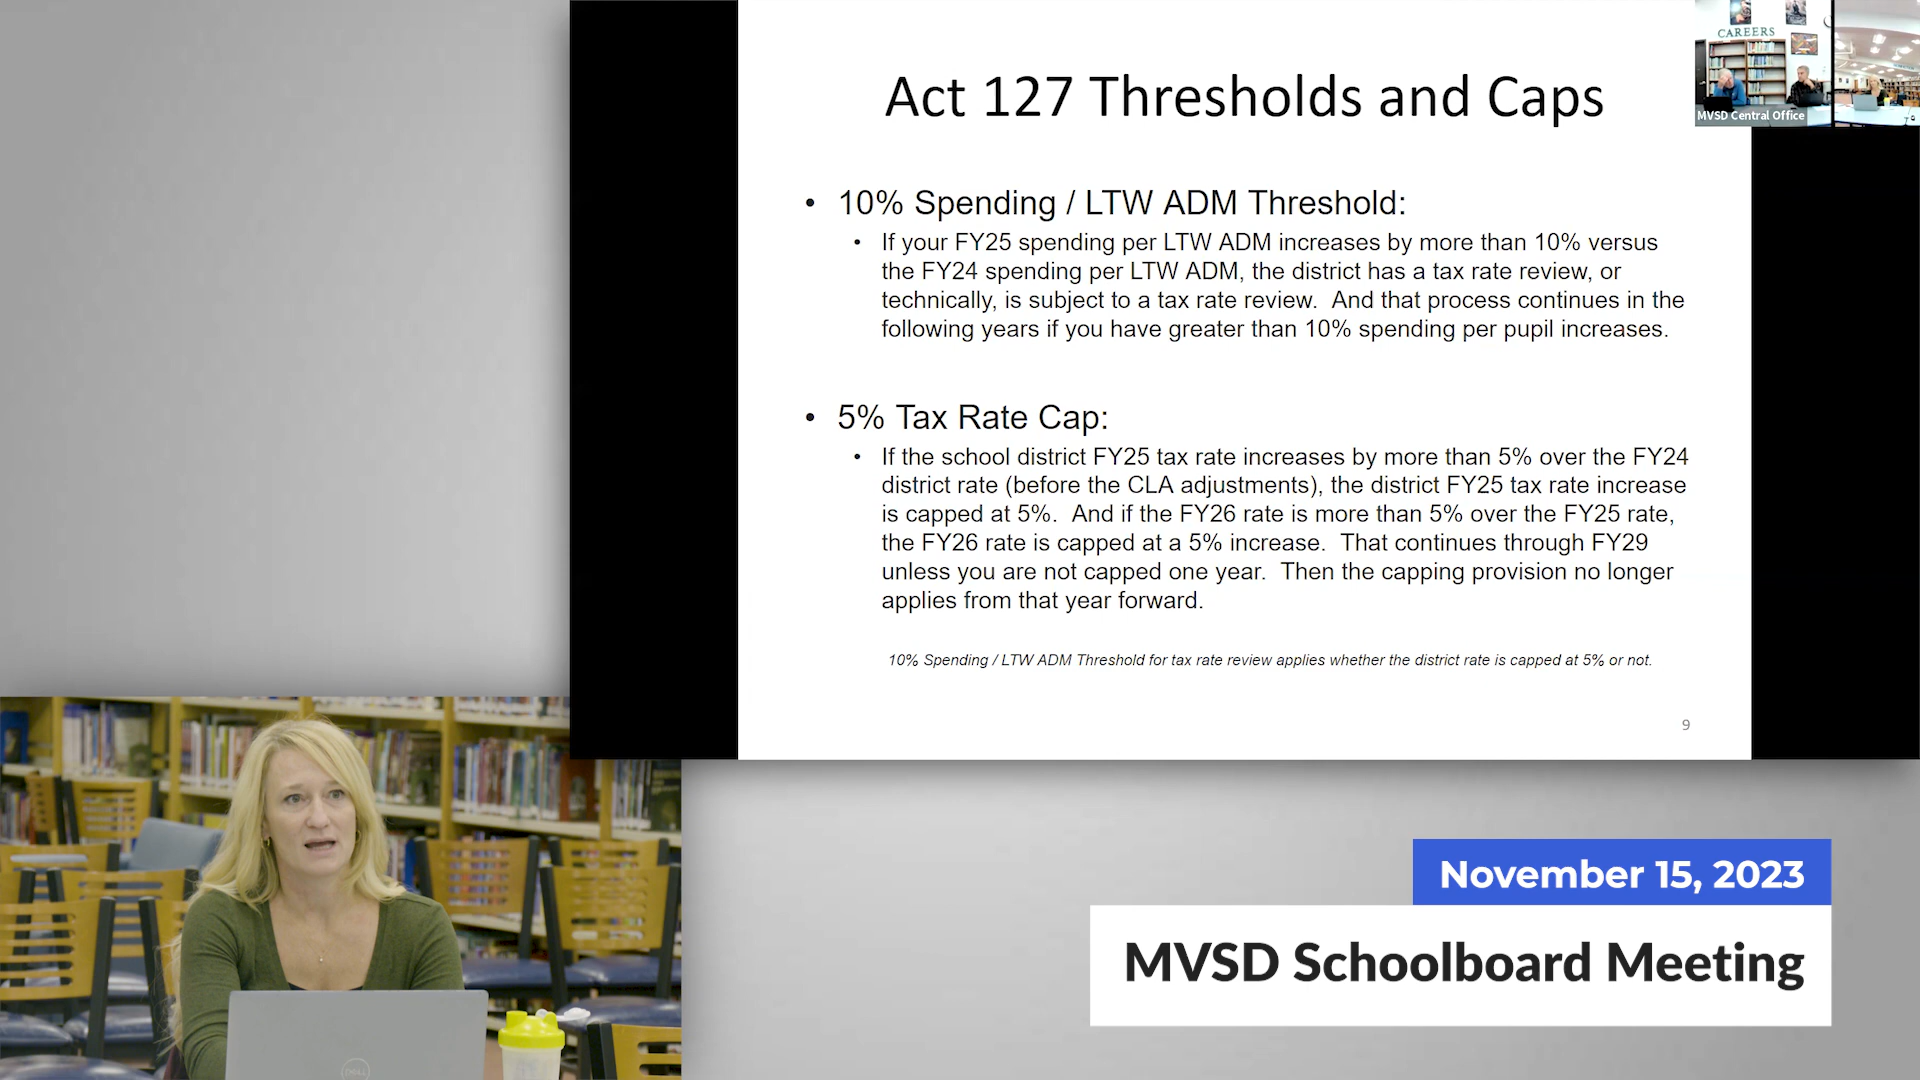 Act 127 Thresholds and Caps
CAREERS
MVSD Central Office
• 10% Spending / LTW ADM Threshold:
• If your FY25 spending per LTW ADM increases by more than 10% versus
the FY24 spending per LTW ADM, the district has a tax rate review, or
technically, is subject to a tax rate review.  And that process continues in the
following years if you have greater than 10% spending per pupil increases.
• 5% Tax Rate Cap:
• If the school district FY25 tax rate increases by more than 5% over the FY24
district rate (before the CLA adjustments), the district FY25 tax rate increase
is capped at 5%.  And if the FY26 rate is more than 5% over the FY25 rate,
the FY26 rate is capped at a 5% increase.  That continues through FY29
unless you are not capped one year.  Then the capping provision no longer
applies from that year forward.
10% Spending / LTW ADM Threshold for tax rate review applies whether the district rate is capped at 5% or not.
9
November 15, 2023
MVSD Schoolboard Meeting
DELL